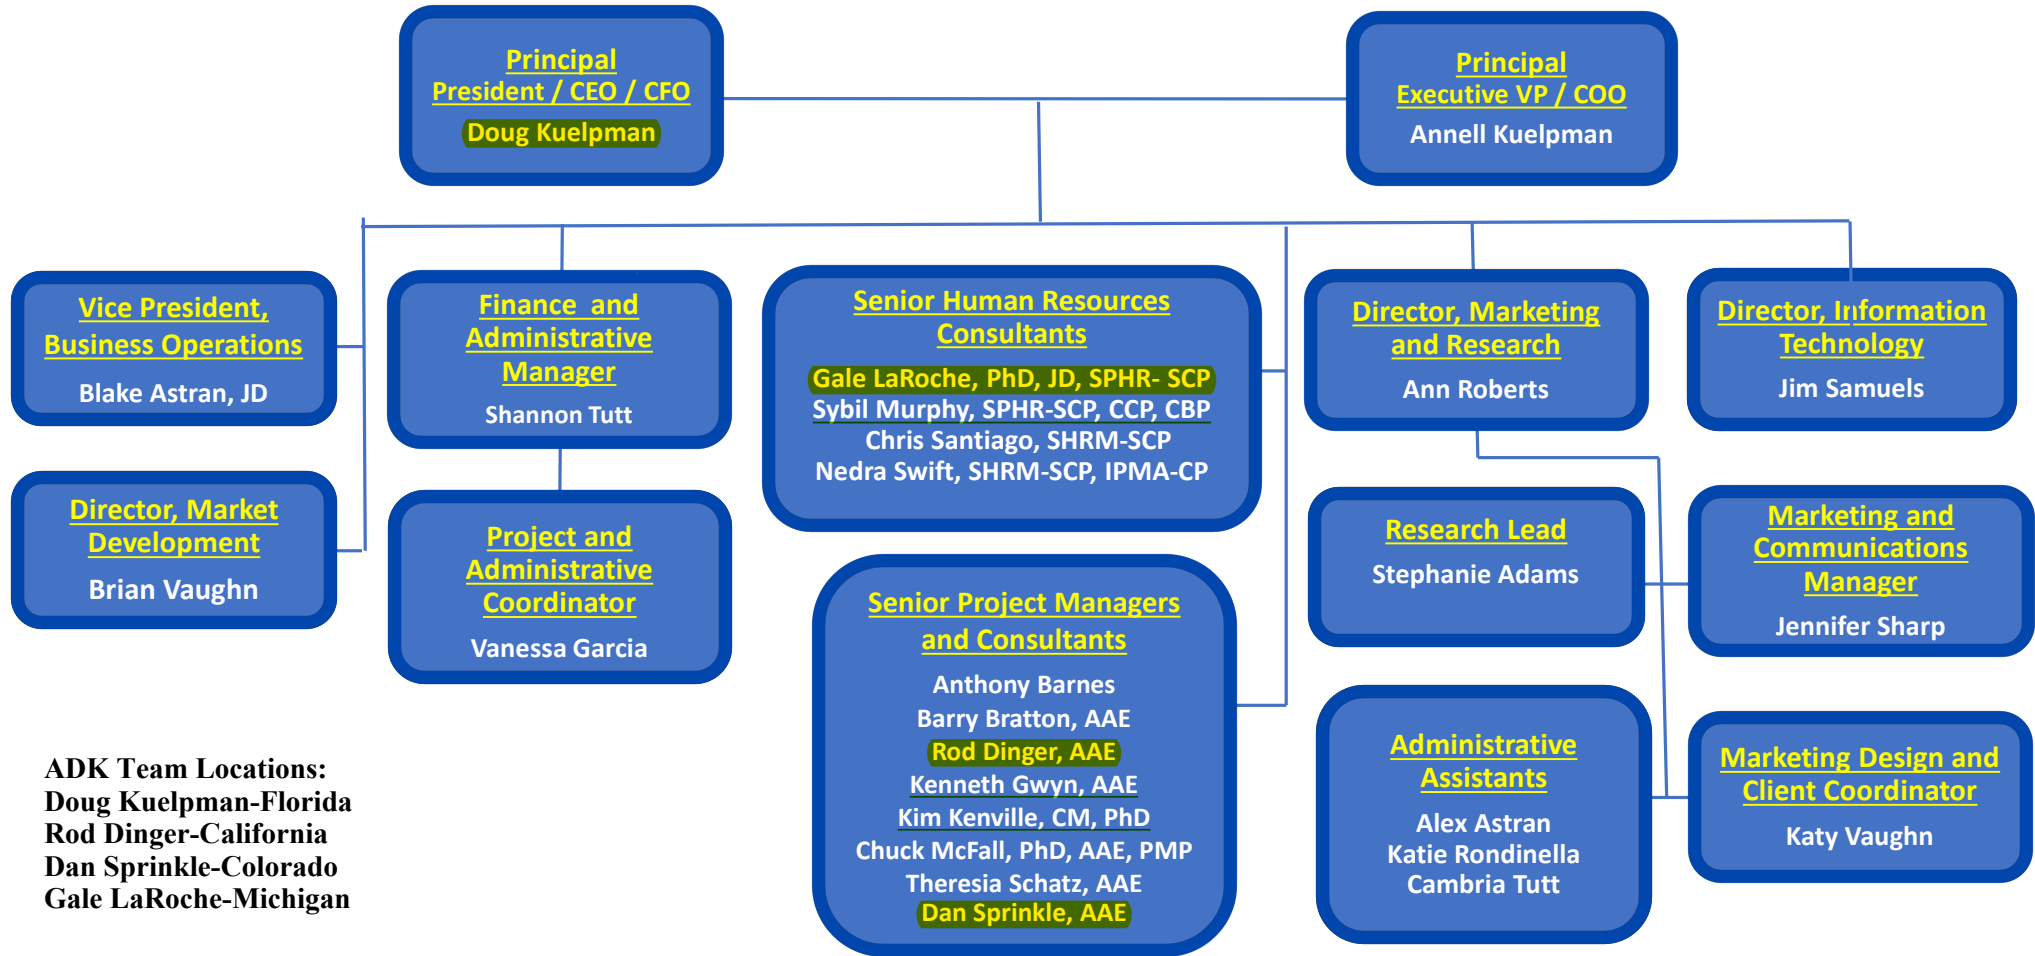 Principal
President / CEO / CFO
Doug Kuelpman
Principal
Executive VP / COO
Annell Kuelpman
Vice President,
Business Operations
Blake Astran, JD
Finance and
Administrative
Manager
Shannon Tutt
Senior Human Resources
Consultants
Gale LaRoche, PhD, JD, SPHR- SCP
Sybil Murphy, SPHR-SCP, CCP, CBP
Chris Santiago, SHRM-SCP
Nedra Swift, SHRM-SCP, IPMA-CP
Director, Marketing
and Research
Ann Roberts
Director, Information
Technology
Jim Samuels
Director, Market
Development
Brian Vaughn
Project and
Administrative
Coordinator
Vanessa Garcia
Senior Project Managers
and Consultants
Anthony Barnes
Barry Bratton, AAE
Rod Dinger, AAE
Kenneth Gwyn, AAE
Kim Kenville, CM, PhD
Chuck McFall, PhD, AAE, PMP
Theresia Schatz, AAE
Dan Sprinkle, AAE
Research Lead
Stephanie Adams
Marketing and
Communications
Manager
Jennifer Sharp
Administrative
Assistants
Alex Astran
Katie Rondinella
Cambria Tutt
Marketing Design and
Client Coordinator
Katy Vaughn
ADK Team Locations:
Doug Kuelpman-Florida
Rod Dinger-California
Dan Sprinkle-Colorado
Gale LaRoche-Michigan